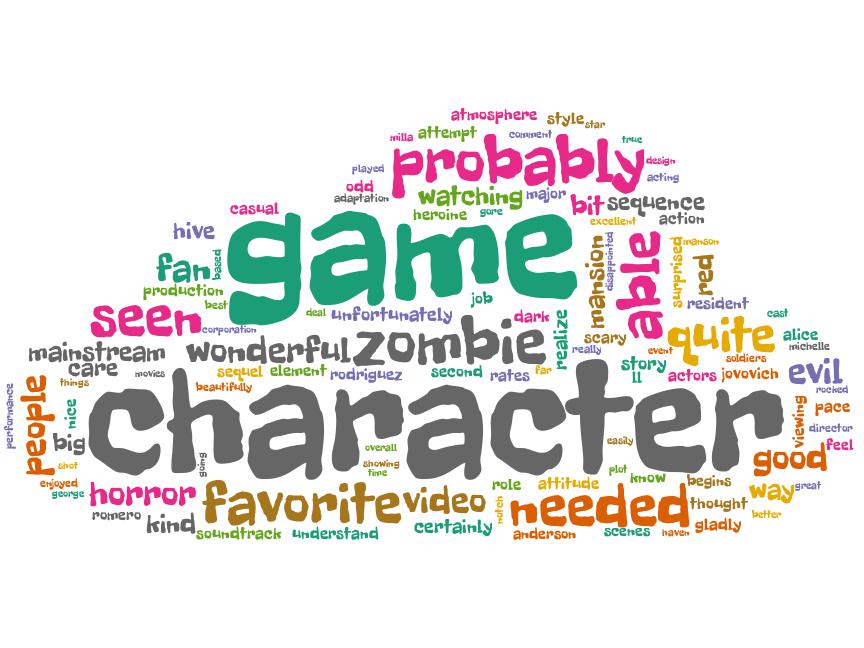 atmosphere
style
star
milla
attempt
comment
true
played
probably
design
acting
odd
adaptation
watching
major
bit
sequence
casual
heroine
gore
excellent
action
hive
game
fan
based
mansion
disappointed
able
surprised
manson
red
production
best
job
resident
seen
corporation
deal
unfortunately
dark
realize
scary
quite
cast
alice
michelle
mainstream
wonderful
zombie
really
event
care
movies
sequel
element
rodriguez
second
rates
far
story
ll
soldiers
actors
jovovich
evil
rocked
things
beautifully
performance
people
nice
character
viewing
pace
director
feel
big
overall
easily
good
shot
going
showing
time
enjoyed
george
horror
favorite
video
role
attitude
plot
know
begins
way
great
romero
kind
notch
needed
thought
better
soundtrack
understand
certainly
anderson
scenes
haven
gladly